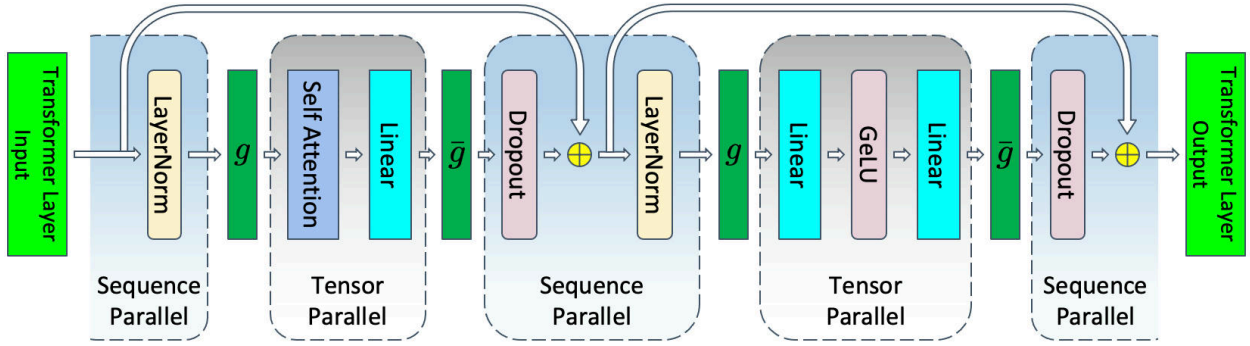 Transformer Layer
Input
LayerNorm
g
Self Attention
Linear
ḡ
Dropout
LayerNorm
g
Linear
GeLU
Linear
ḡ
Dropout
Transformer Layer
Output
Sequence
Parallel
Tensor
Parallel
Sequence
Parallel
Tensor
Parallel
Sequence
Parallel